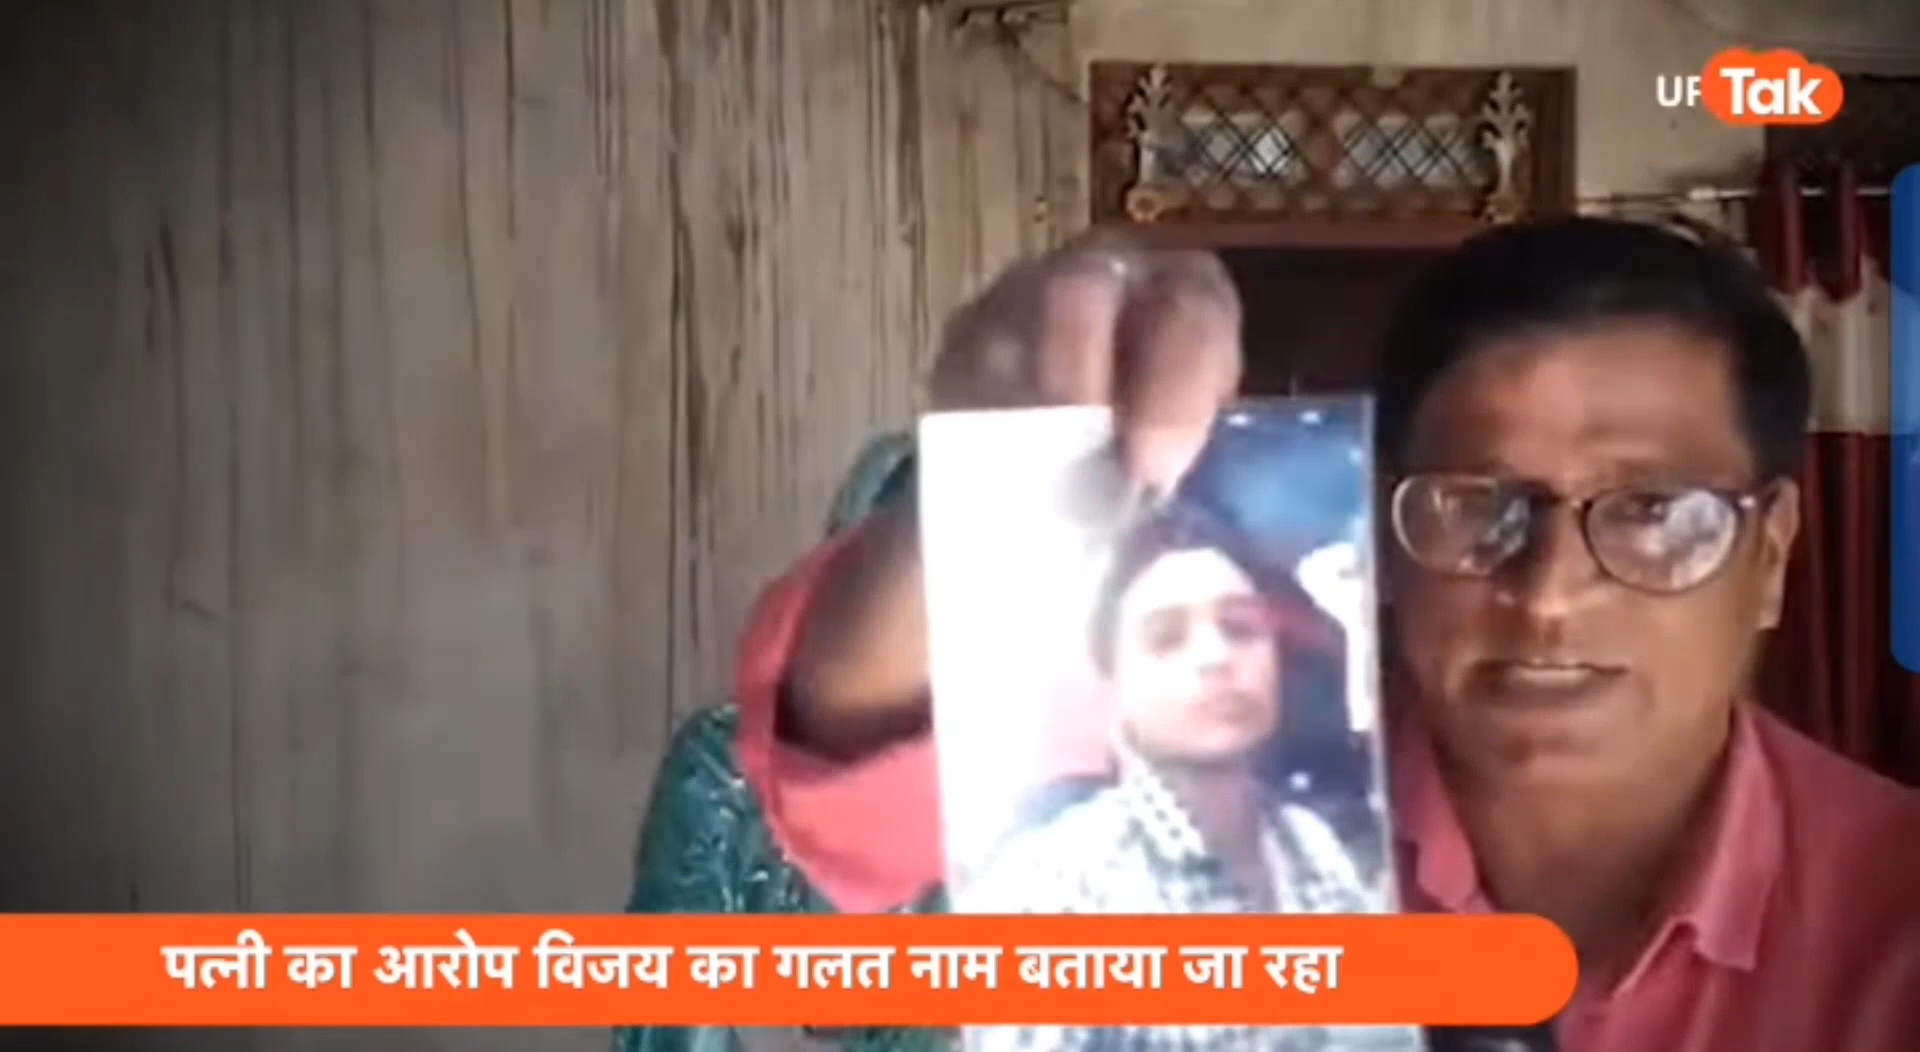 UP Tak
पत्नी का आरोप विजय का गलत नाम बताया जा रहा